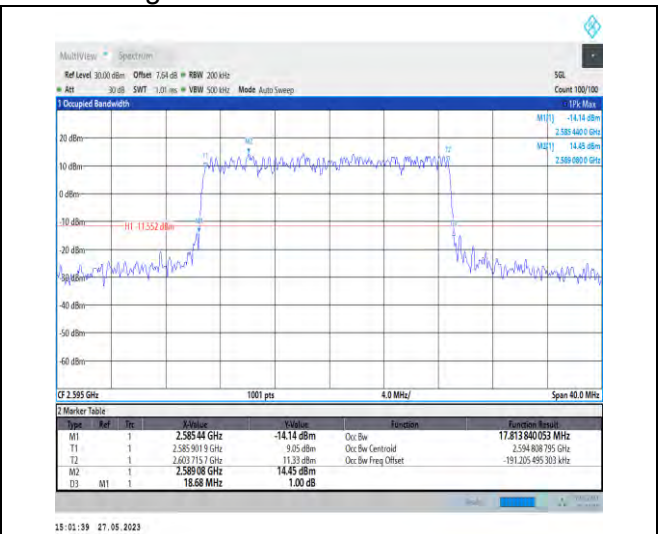 MultiView Spectrum
Ref Level 30.00 dBm Offset 7.64 dB RBW 200 kHz SGL
Att 30 dB SWT 1.01 ms VBW 500 kHz Mode Auto Sweep Count 100/100
1 Occupied Bandwidth 1Pk Max
M1[1] -14.14 dBm
2.585 440 0 GHz
M2[1] 14.45 dBm
2.589 080 0 GHz
20 dBm
M2
T1
T2
10 dBm
0 dBm
-10 dBm
H1 -11.552 dBm
-20 dBm
-30 dBm
-40 dBm
-50 dBm
-60 dBm
CF 2.595 GHz 1001 pts 4.0 MHz/ Span 40.0 MHz
2 Marker Table
Type Ref Trc X-Value Y-Value Function Function Result
M1 1 2.585 44 GHz -14.14 dBm Occ Bw 17.813 840 053 MHz
T1 1 2.585 901 9 GHz 9.05 dBm Occ Bw Centroid 2.594 808 795 GHz
T2 1 2.603 715 7 GHz 11.33 dBm Occ Bw Freq Offset -191.205 495 303 kHz
M2 1 2.589 08 GHz 14.45 dBm
D3 M1 1 18.68 MHz 1.00 dB
15:01:39 27.05.2023